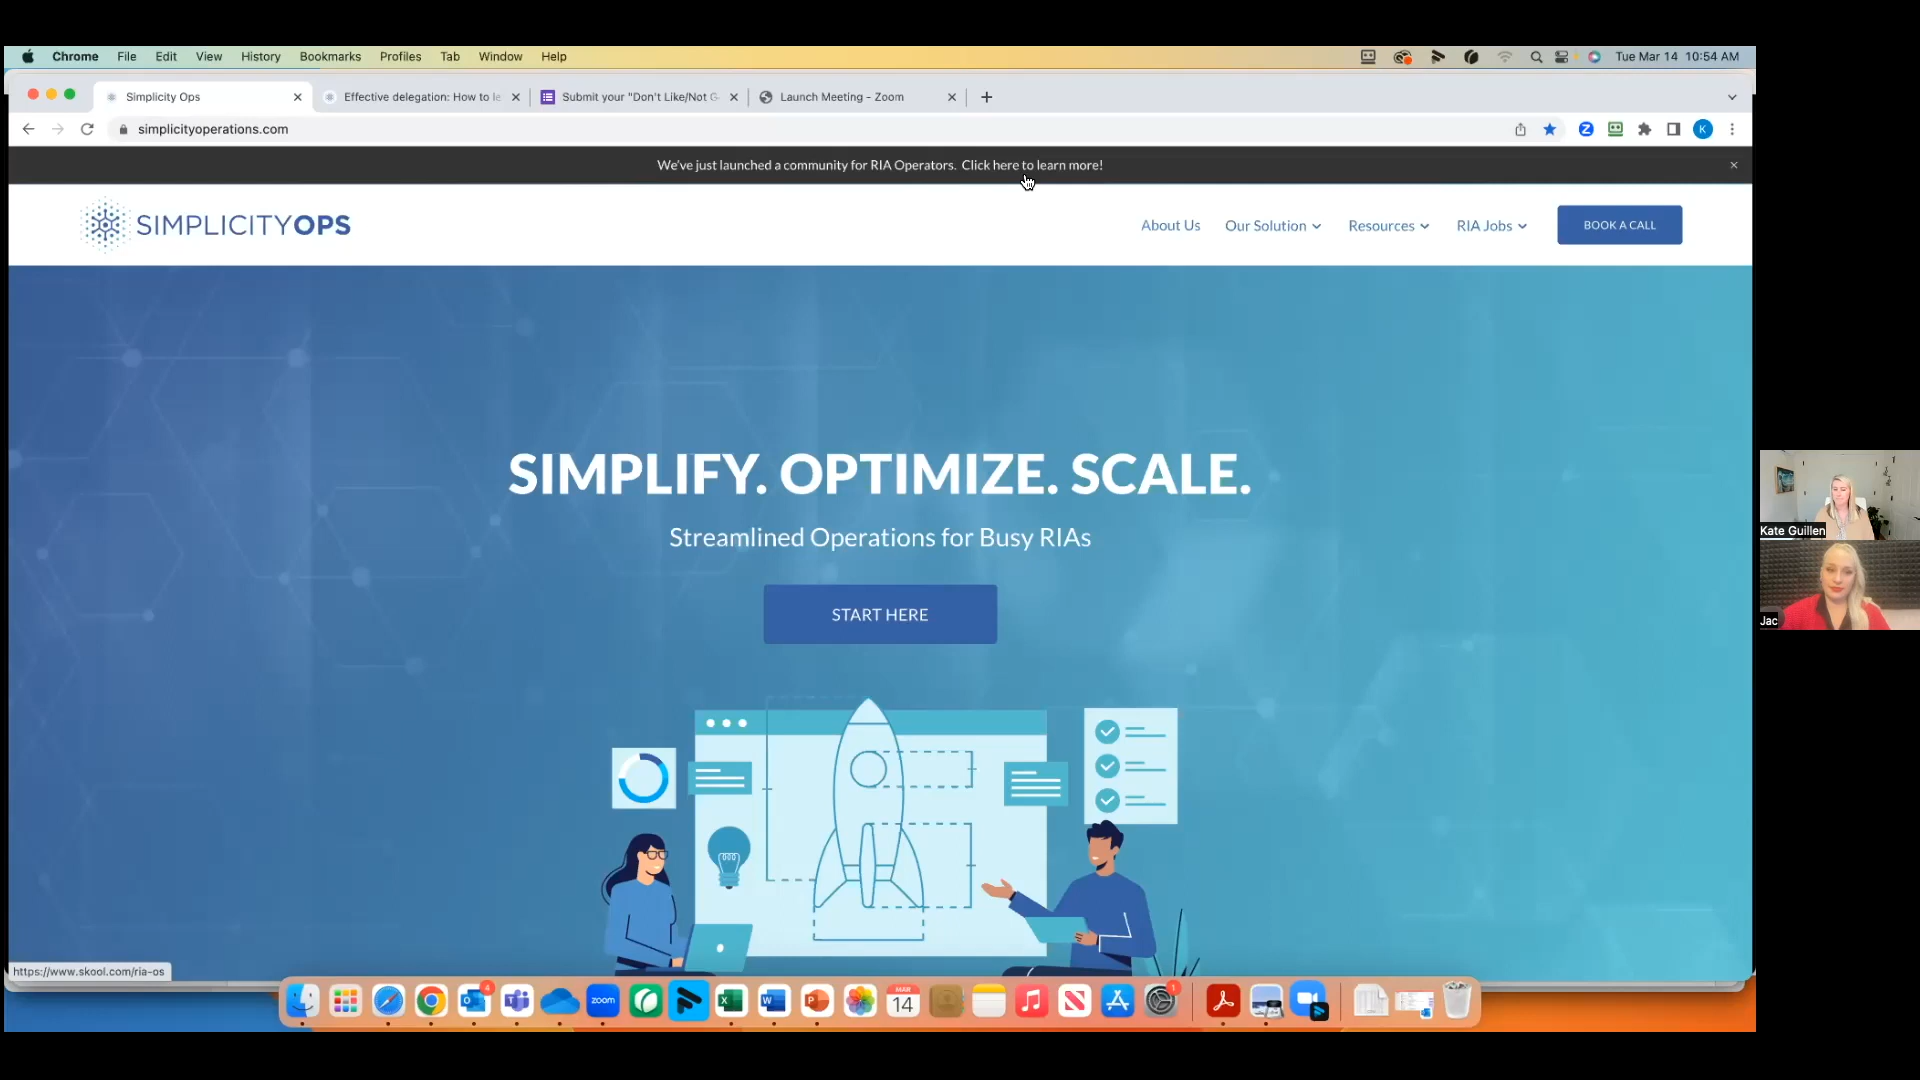 Chrome File Edit View History Bookmarks Profiles Tab Window Help Tue Mar 14 10:54 AM
Simplicity Ops Effective delegation: How to le Submit your "Don't Like/Not G Launch Meeting - Zoom
simplicityoperations.com K
We've just launched a community for RIA Operators. Click here to learn more!
SIMPLICITYOPS About Us Our Solution Resources RIA Jobs BOOK A CALL
SIMPLIFY. OPTIMIZE. SCALE.
Streamlined Operations for Busy RIAs
START HERE
Kate Guillen
Jac
https://www.skool.com/ria-os
4 zoom MAR 14 1